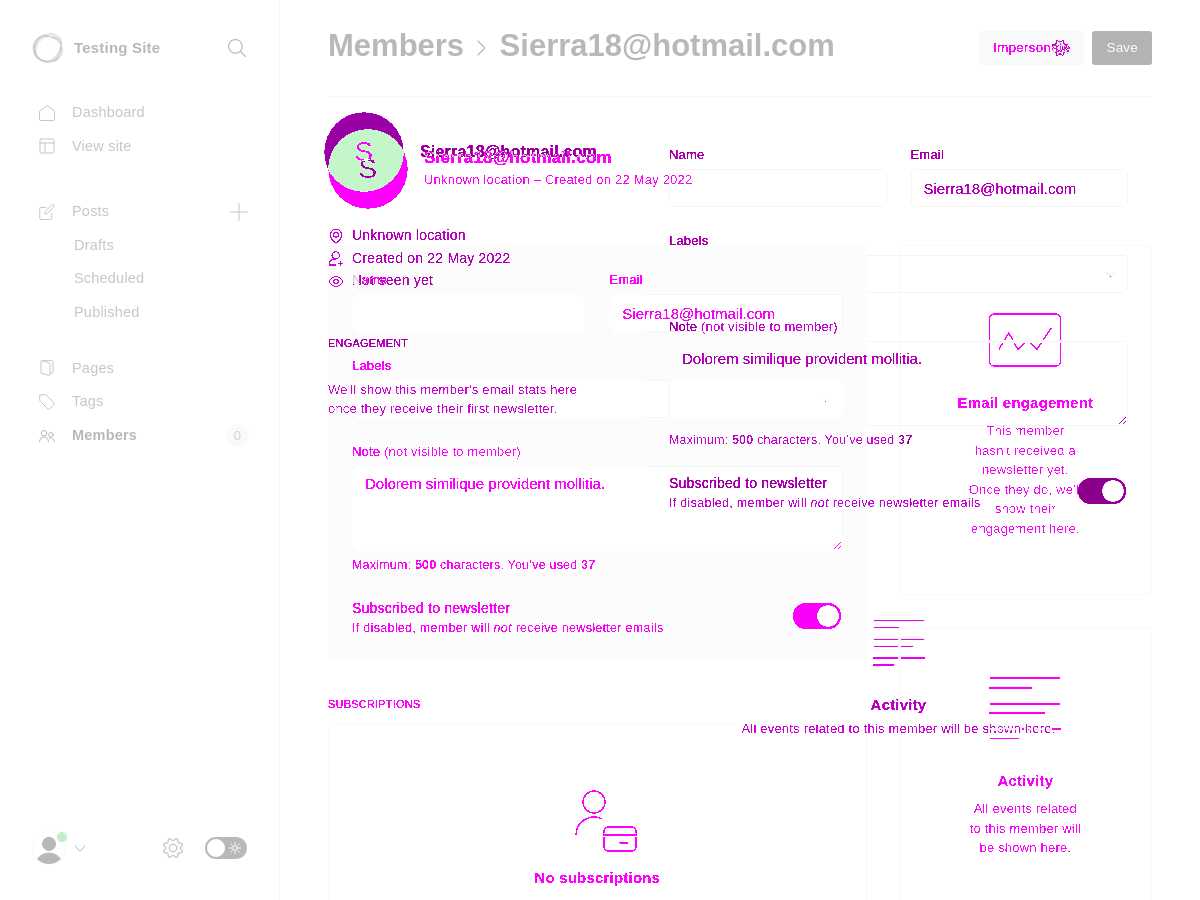 Testing Site
Members
Sierra18@hotmail.com
Save
Dashboard
View site
Posts
Drafts
Scheduled
Published
Pages
Tags
Members
0
Sierra18@hotmail.com
Sierra18@hotmail.com
Unknown location – Created on 22 May 2022
Name
Email
Sierra18@hotmail.com
Unknown location
Labels
Created on 22 May 2022
seen yet
Email
Sierra18@hotmail.com
Note (not visible to member)
ENGAGEMENT
Labels
Dolorem similique provident mollitia.
We'll show this member's email stats here
once they receive their first newsletter.
Email engagement
This member
hasn't received a
newsletter yet.
Once they do, we'll
show their
engagement here.
Maximum: 500 characters. You've used 37
Note (not visible to member)
Dolorem similique provident mollitia.
Subscribed to newsletter
If disabled, member will not receive newsletter emails
Maximum: 500 characters. You've used 37
Subscribed to newsletter
If disabled, member will not receive newsletter emails
SUBSCRIPTIONS
Activity
All events related to this member will be shown here.
Activity
All events related
to this member will
be shown here.
No subscriptions